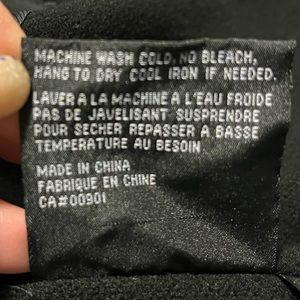 MACHINE WASH COLD, NO BLEACH,
HANG TO DRY, COOL IRON IF NEEDED.
LAVER A LA MACHINE A L'EAU FROIDE
PAS DE JAVELISANT SUSPENDRE
POUR SECHER REPASSER A BASSE
TEMPERATURE AU BESOIN
MADE IN CHINA
FABRIQUE EN CHINE
CA#00901